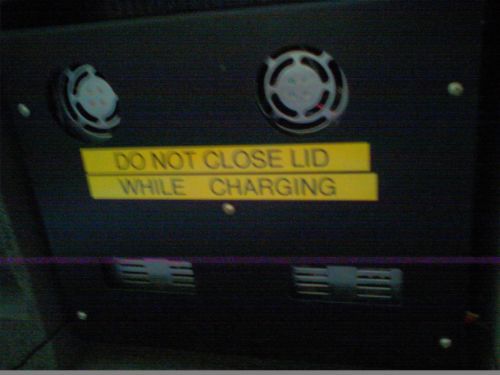 DO NOT CLOSE LID
WHILE CHARGING